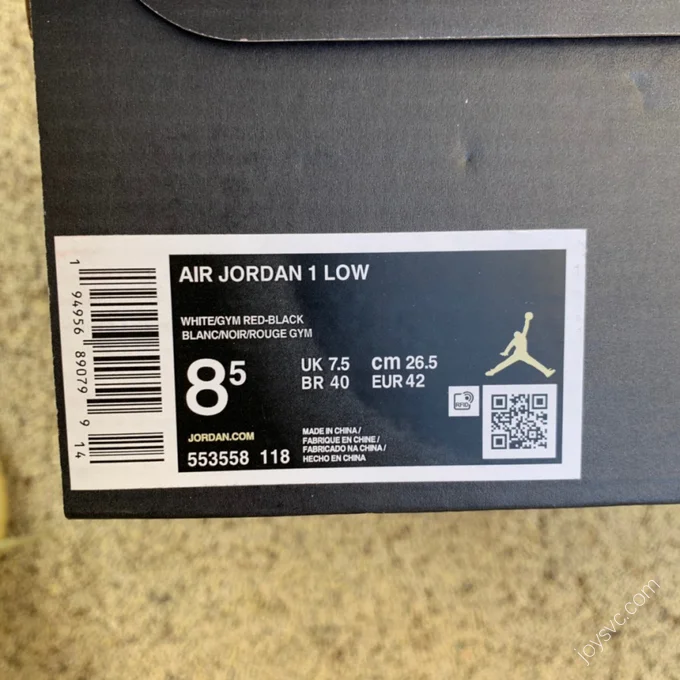 AIR JORDAN 1 LOW
WHITE/GYM RED-BLACK
BLANC/NOIR/ROUGE GYM
8⁵
UK 7.5 cm 26.5
BR 40 EUR 42
RFID
JORDAN.COM
553558 118
MADE IN CHINA/
FABRIQUE EN CHINE/
FABRICADO NA CHINA/
HECHO EN CHINA
1 94956 89079 9 14
joysvc.com